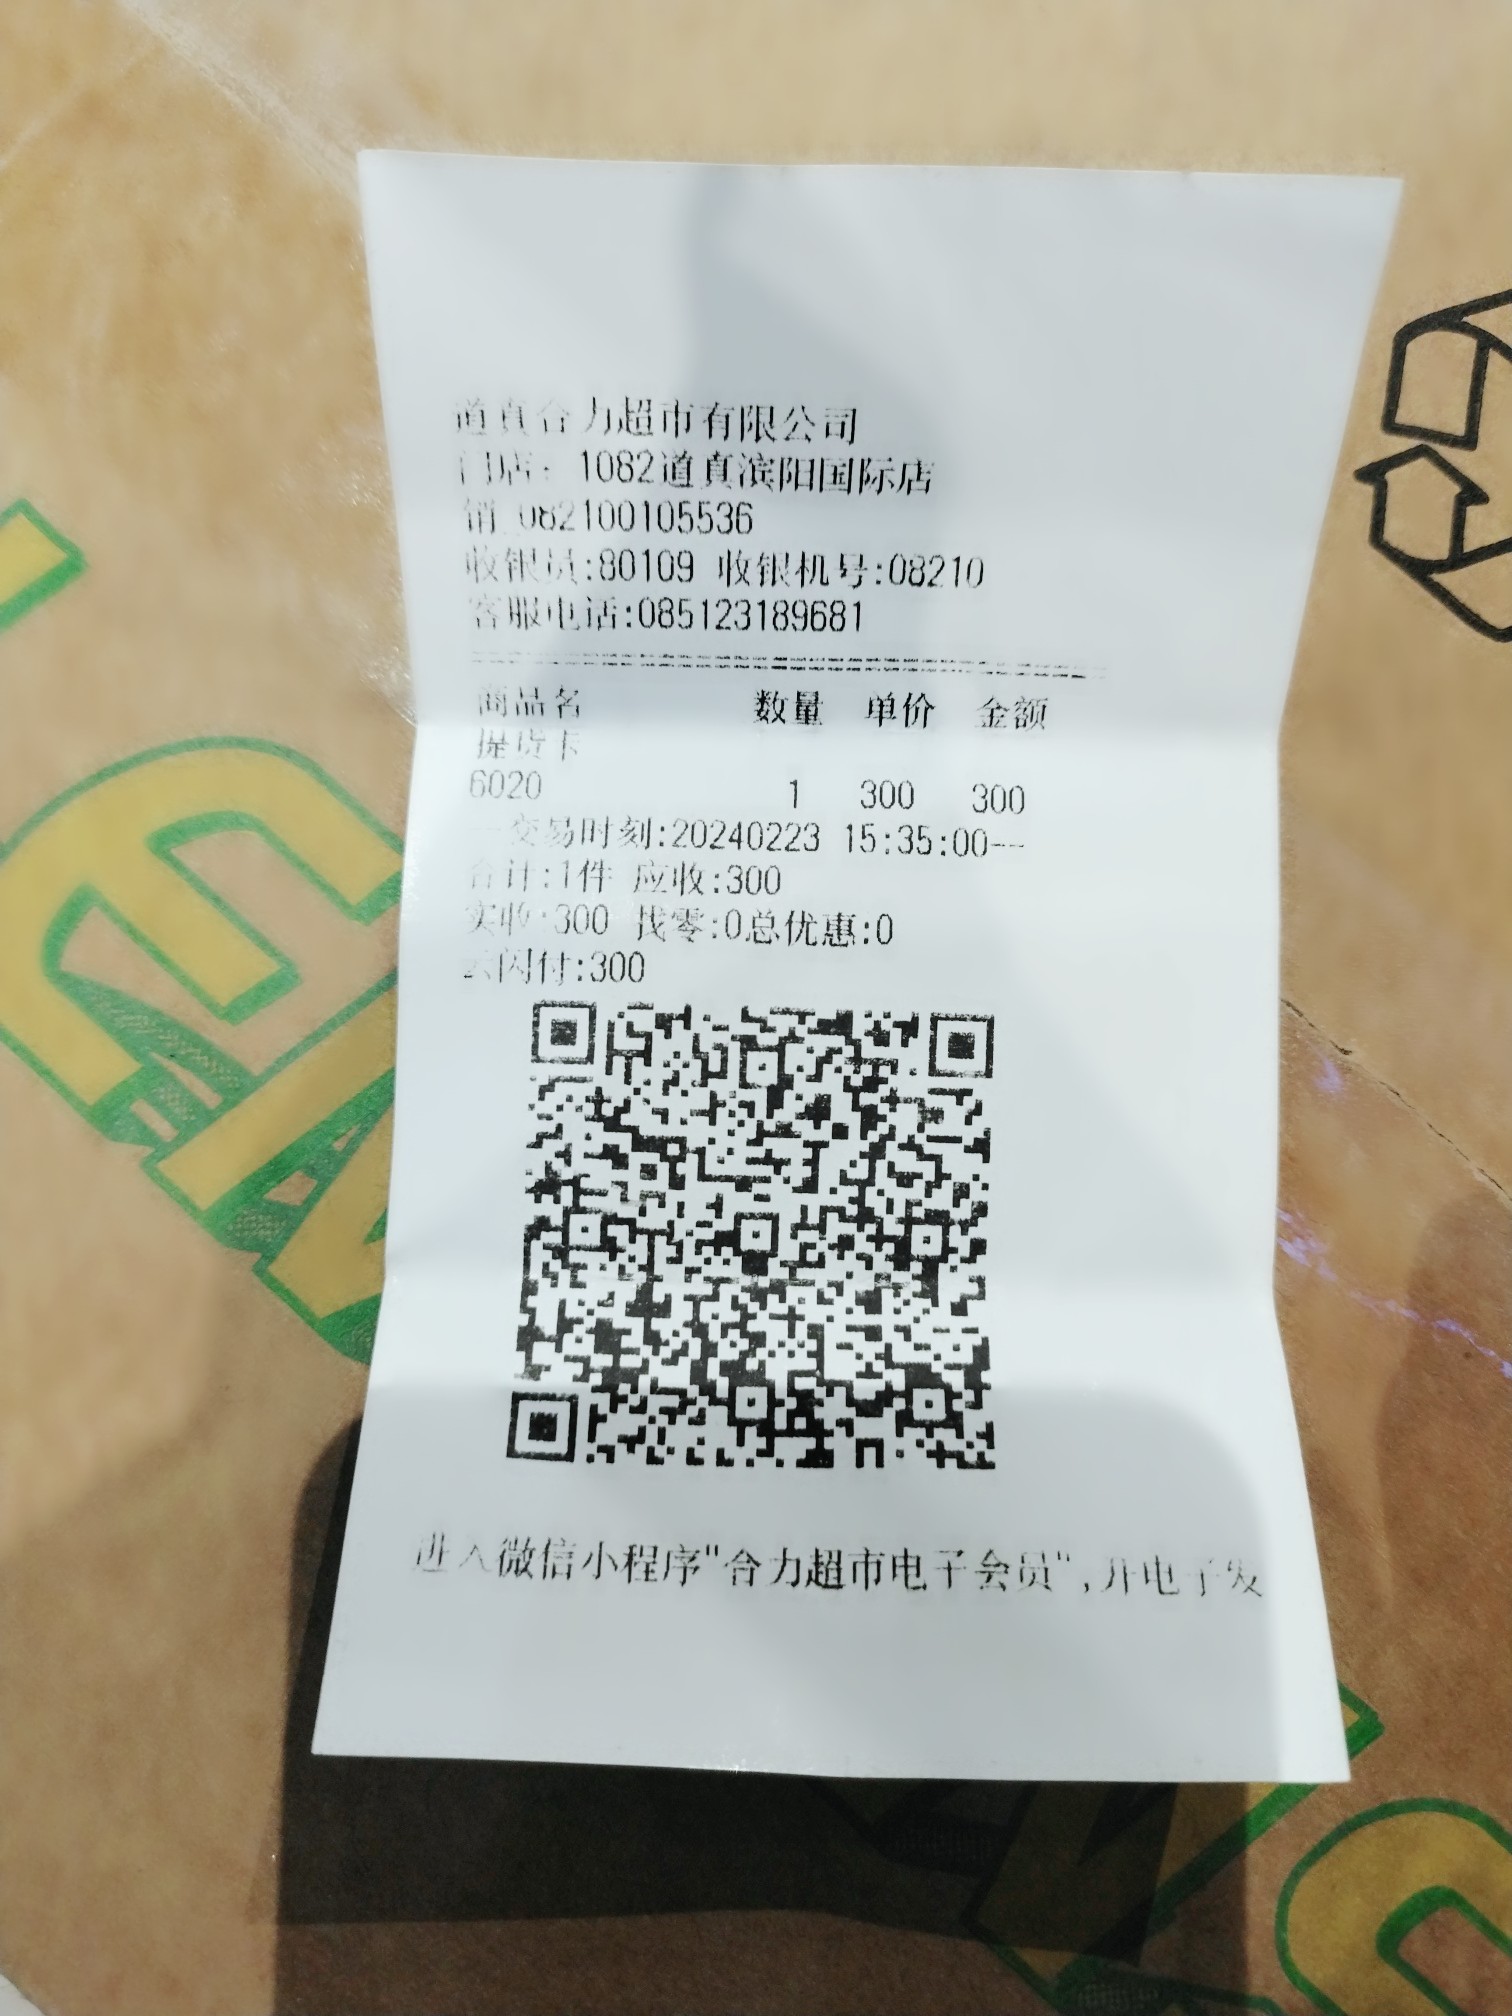 道真合力超市有限公司
门店: 1082道真滨阳国际店
销_082100105536
收银员:80109 收银机号:08210
客服电话:085123189681
商品名 数量 单价 金额
提货卡
6020 1 300 300
--交易时刻:20240223 15:35:00--
合计:1件 应收:300
实收:300 找零:0总优惠:0
云闪付:300
进入微信小程序"合力超市电子会员",开电子发